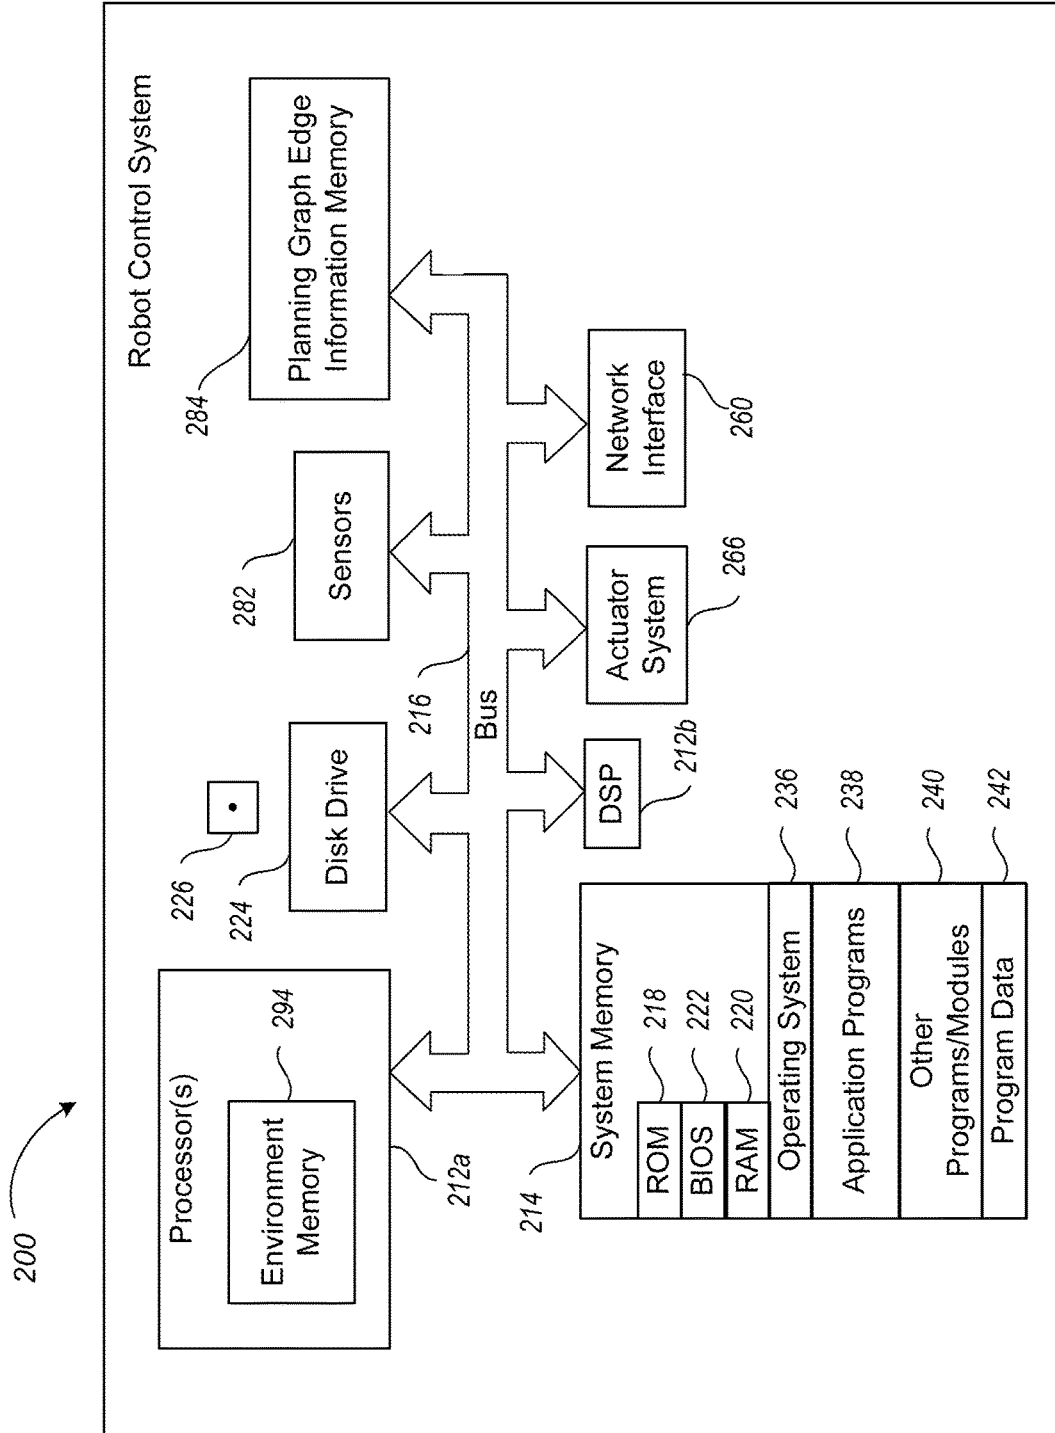 200
Robot Control System
Processor(s)
Environment
Memory
294
212a
226
224
Disk Drive
282
Sensors
284
Planning Graph Edge
Information Memory
216
Bus
214
System Memory
ROM
218
BIOS
222
RAM
220
Operating System
236
Application Programs
238
Other
Programs/Modules
240
Program Data
242
DSP
212b
Actuator
System
266
Network
Interface
260